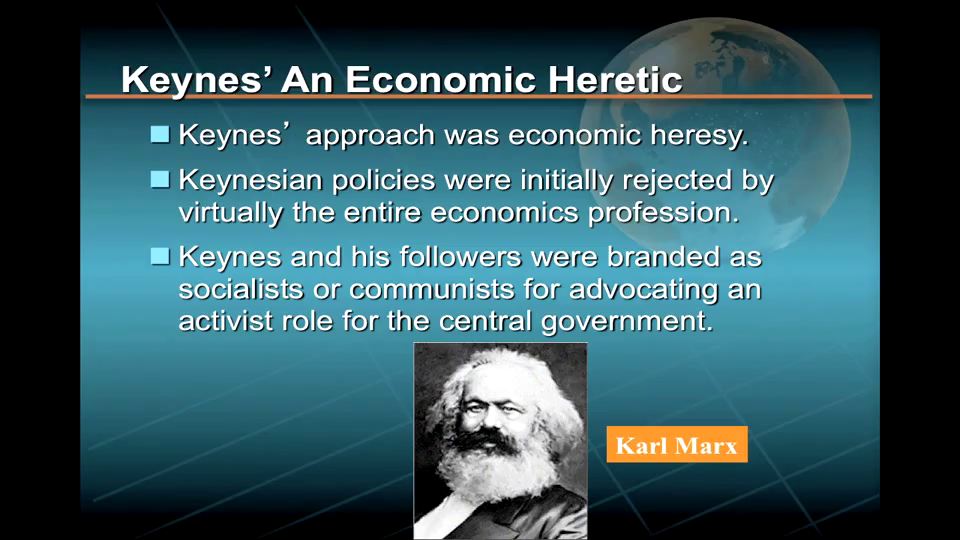 Keynes’ An Economic Heretic
Keynes’ approach was economic heresy.
Keynesian policies were initially rejected by
virtually the entire economics profession.
Keynes and his followers were branded as
socialists or communists for advocating an
activist role for the central government.
Karl Marx